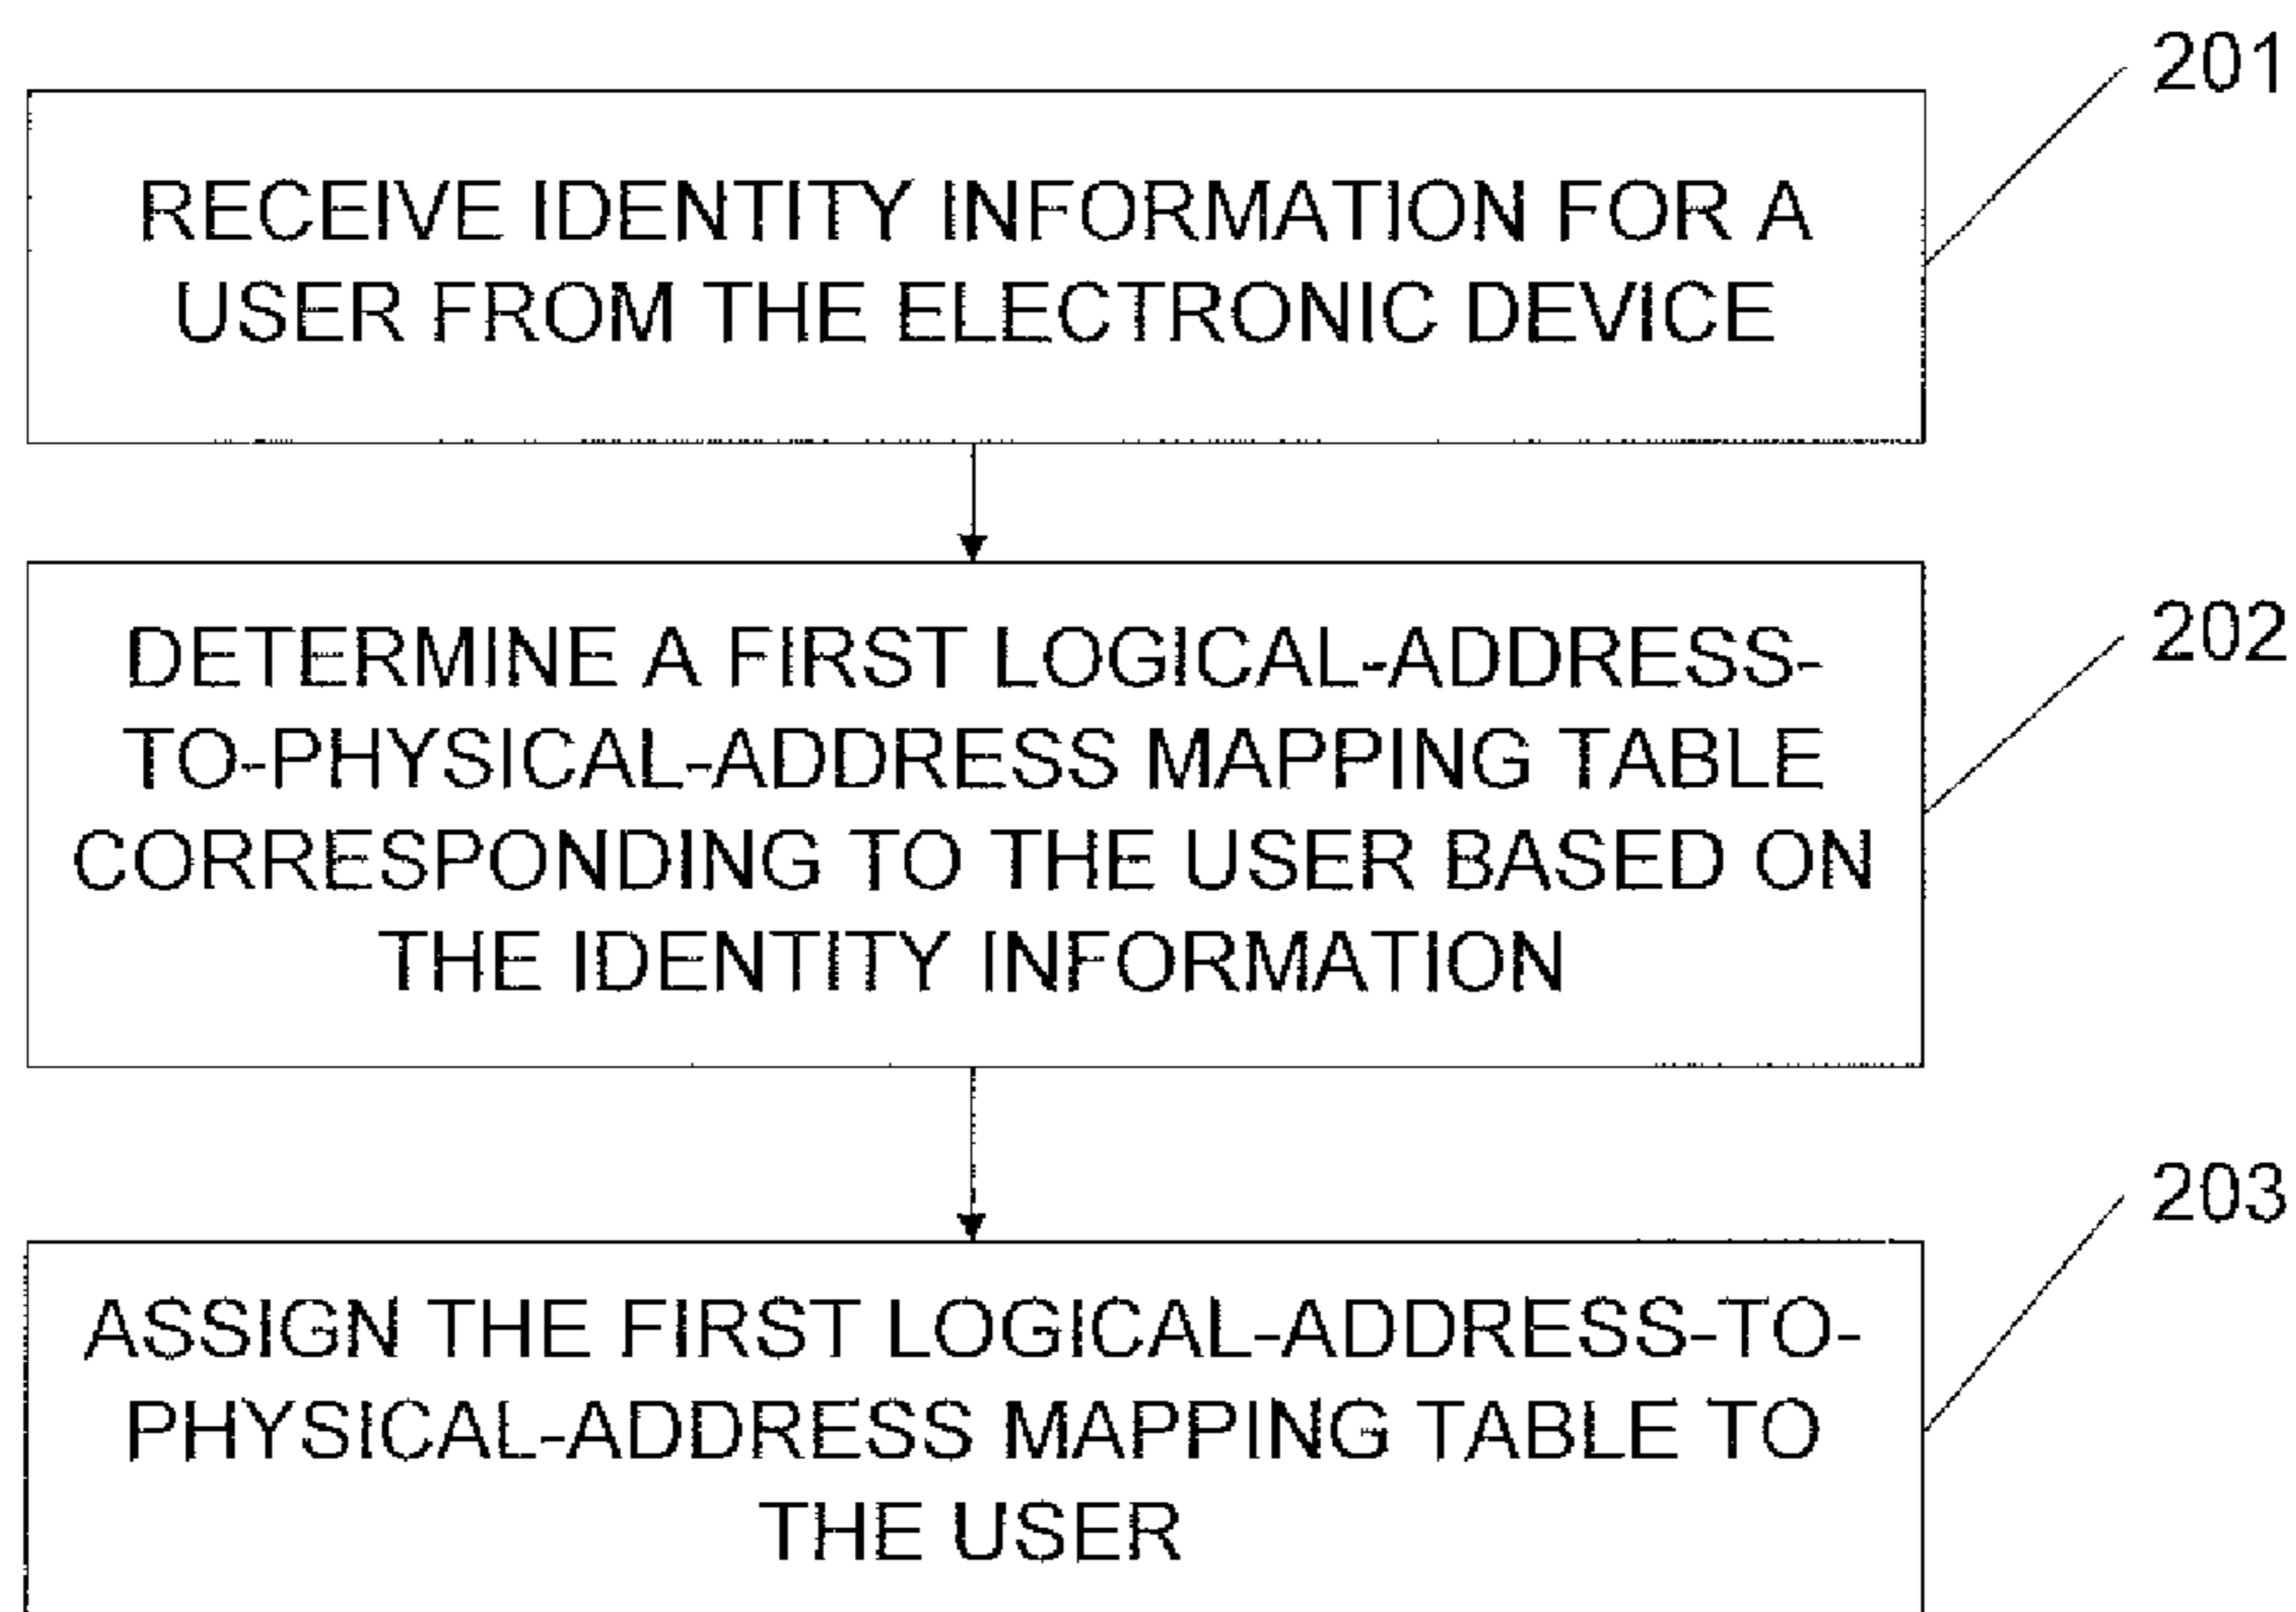 201
RECEIVE IDENTITY INFORMATION FOR A
USER FROM THE ELECTRONIC DEVICE
202
DETERMINE A FIRST LOGICAL-ADDRESS-
TO-PHYSICAL-ADDRESS MAPPING TABLE
CORRESPONDING TO THE USER BASED ON
THE IDENTITY INFORMATION
203
ASSIGN THE FIRST LOGICAL-ADDRESS-TO-
PHYSICAL-ADDRESS MAPPING TABLE TO
THE USER